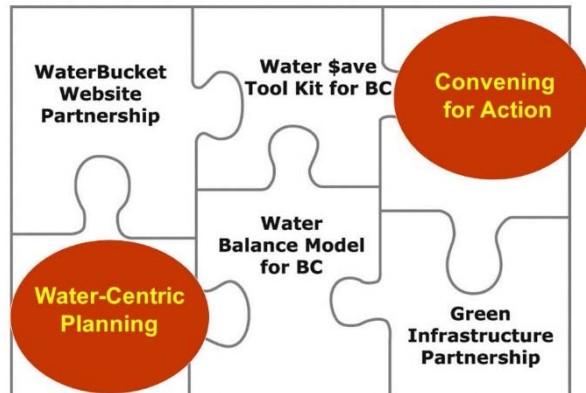 WaterBucket
Website
Partnership
Water $ave
Tool Kit for BC
Convening
for Action
Water-Centric
Planning
Water
Balance Model
for BC
Green
Infrastructure
Partnership